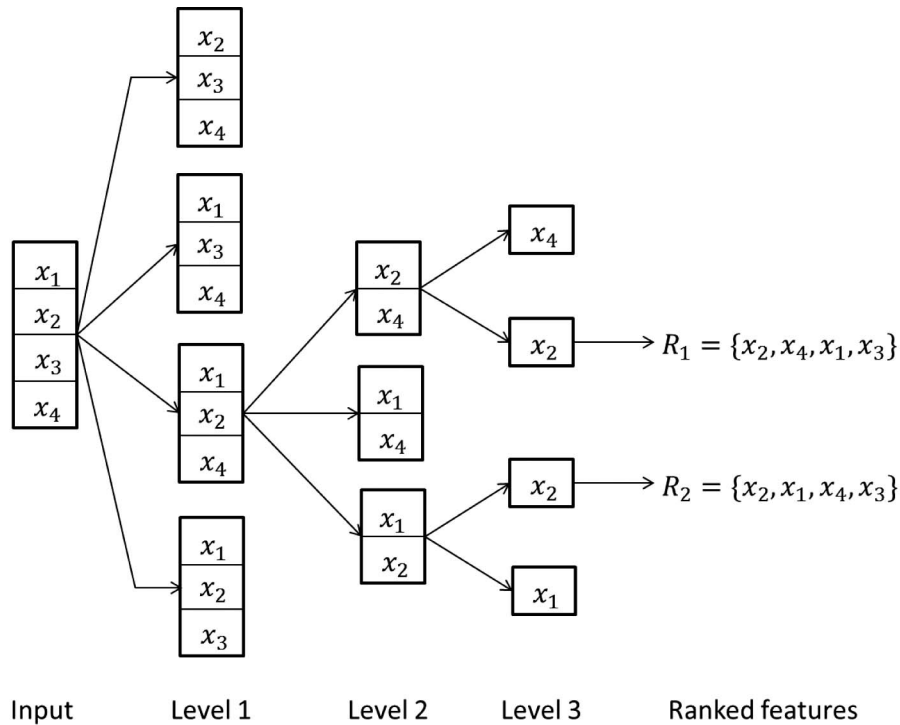 x₁
x₂
x₃
x₄
x₂
x₃
x₄
x₁
x₃
x₄
x₁
x₂
x₄
x₁
x₂
x₃
x₂
x₄
x₁
x₄
x₁
x₂
x₄
x₂
x₂
x₁
R₁ = {x₂, x₄, x₁, x₃}
R₂ = {x₂, x₁, x₄, x₃}
Input Level 1 Level 2 Level 3 Ranked features